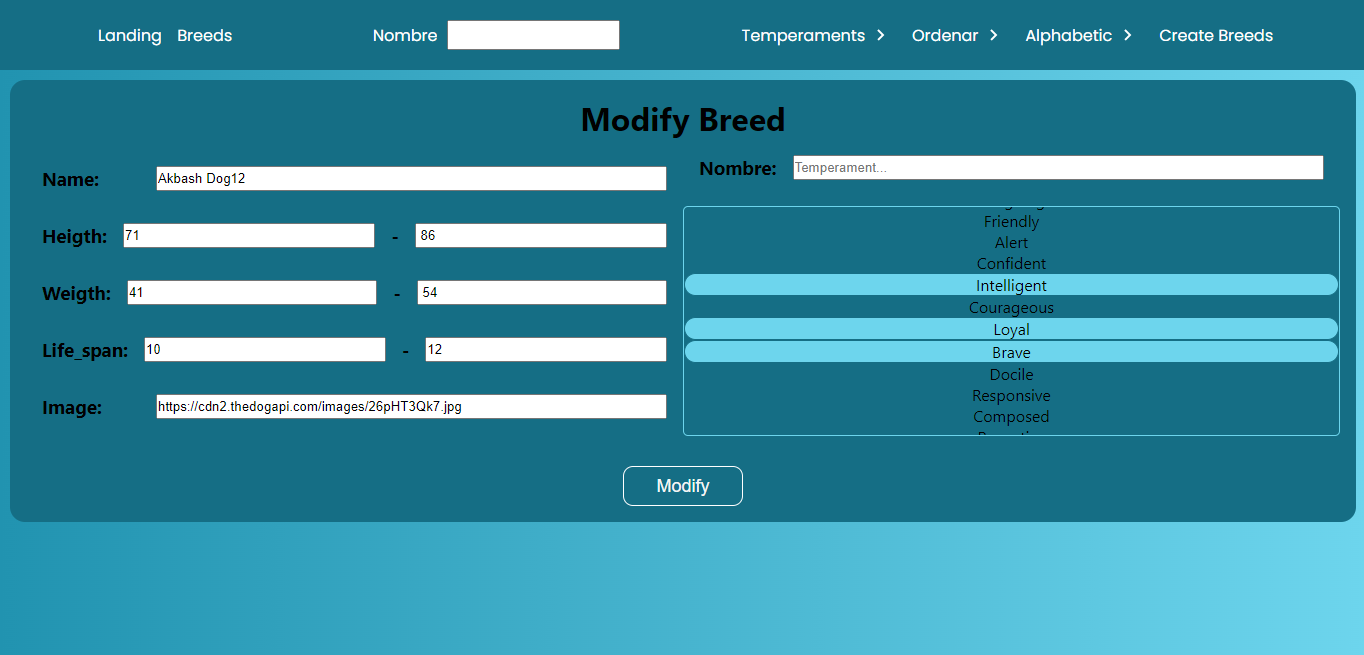 Landing Breeds Nombre Temperaments Ordenar Alphabetic Create Breeds
Modify Breed
Name: Akbash Dog12
Heigth: 71 - 86
Weigth: 41 - 54
Life_span: 10 - 12
Image: https://cdn2.thedogapi.com/images/26pHT3Qk7.jpg
Nombre: Temperament...
Friendly
Alert
Confident
Intelligent
Courageous
Loyal
Brave
Docile
Responsive
Composed
Modify